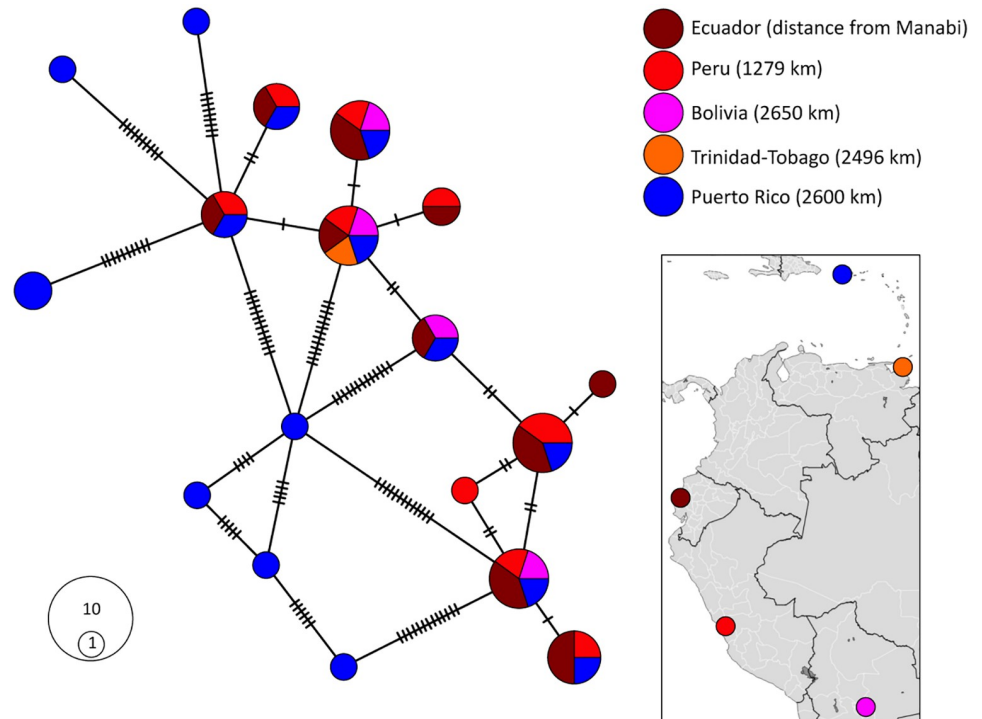 Ecuador (distance from Manabi)
Peru (1279 km)
Bolivia (2650 km)
Trinidad-Tobago (2496 km)
Puerto Rico (2600 km)
10
1